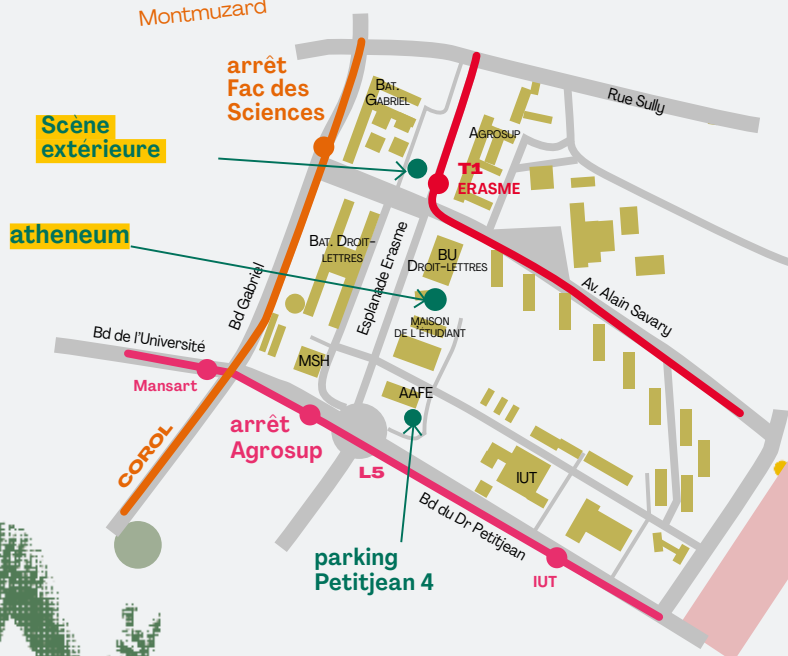 Montmuzard
arrêt
Fac des
Sciences
Bat.
Gabriel
Agrosup
Rue Sully
Scène
extérieure
T1
ERASME
atheneum
Bat. Droit-
lettres
Esplanade Erasme
BU
Droit-lettres
Bd Gabriel
Av. Alain Savary
maison
de l'étudiant
Bd de l'Université
Mansart
MSH
AAFE
arrêt
Agrosup
COROL
L5
IUT
Bd du Dr Petitjean
parking
Petitjean 4
IUT